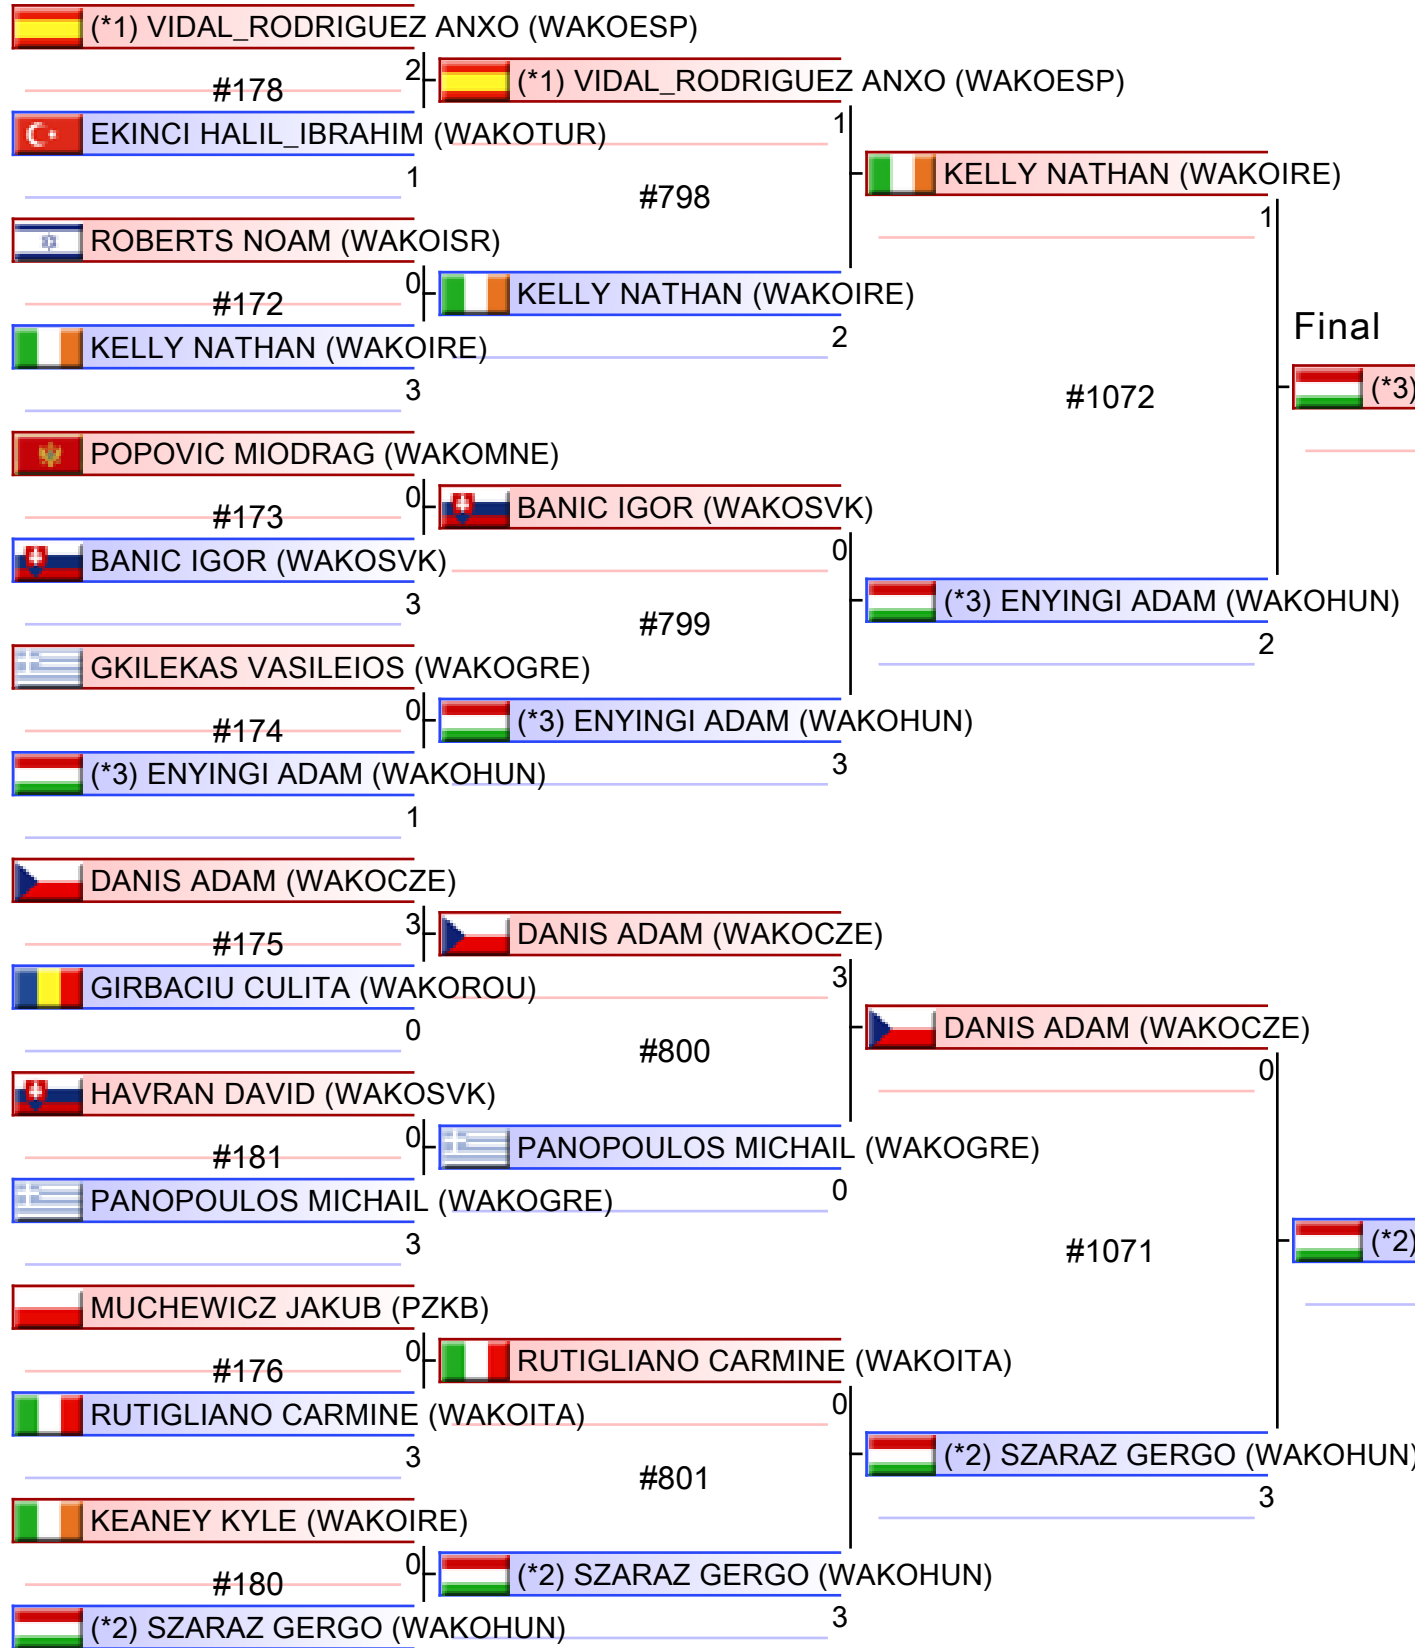 (*1) VIDAL_RODRIGUEZ ANXO (WAKOESP)
2
#178
(*1) VIDAL_RODRIGUEZ ANXO (WAKOESP)
EKINCI HALIL_IBRAHIM (WAKOTUR)
1
1
#798
KELLY NATHAN (WAKOIRE)
1
ROBERTS NOAM (WAKOISR)
0
#172
KELLY NATHAN (WAKOIRE)
2
KELLY NATHAN (WAKOIRE)
3
Final
#1072
(*3)
POPOVIC MIODRAG (WAKOMNE)
0
#173
BANIC IGOR (WAKOSVK)
BANIC IGOR (WAKOSVK)
0
3
#799
(*3) ENYINGI ADAM (WAKOHUN)
2
GKILEKAS VASILEIOS (WAKOGRE)
0
#174
(*3) ENYINGI ADAM (WAKOHUN)
3
(*3) ENYINGI ADAM (WAKOHUN)
1
DANIS ADAM (WAKOCZE)
3
#175
DANIS ADAM (WAKOCZE)
3
GIRBACIU CULITA (WAKOROU)
0
#800
DANIS ADAM (WAKOCZE)
0
HAVRAN DAVID (WAKOSVK)
0
#181
PANOPOULOS MICHAIL (WAKOGRE)
0
PANOPOULOS MICHAIL (WAKOGRE)
3
#1071
(*2)
MUCHEWICZ JAKUB (PZKB)
0
#176
RUTIGLIANO CARMINE (WAKOITA)
0
RUTIGLIANO CARMINE (WAKOITA)
3
#801
(*2) SZARAZ GERGO (WAKOHUN)
3
KEANEY KYLE (WAKOIRE)
0
#180
(*2) SZARAZ GERGO (WAKOHUN)
3
(*2) SZARAZ GERGO (WAKOHUN)